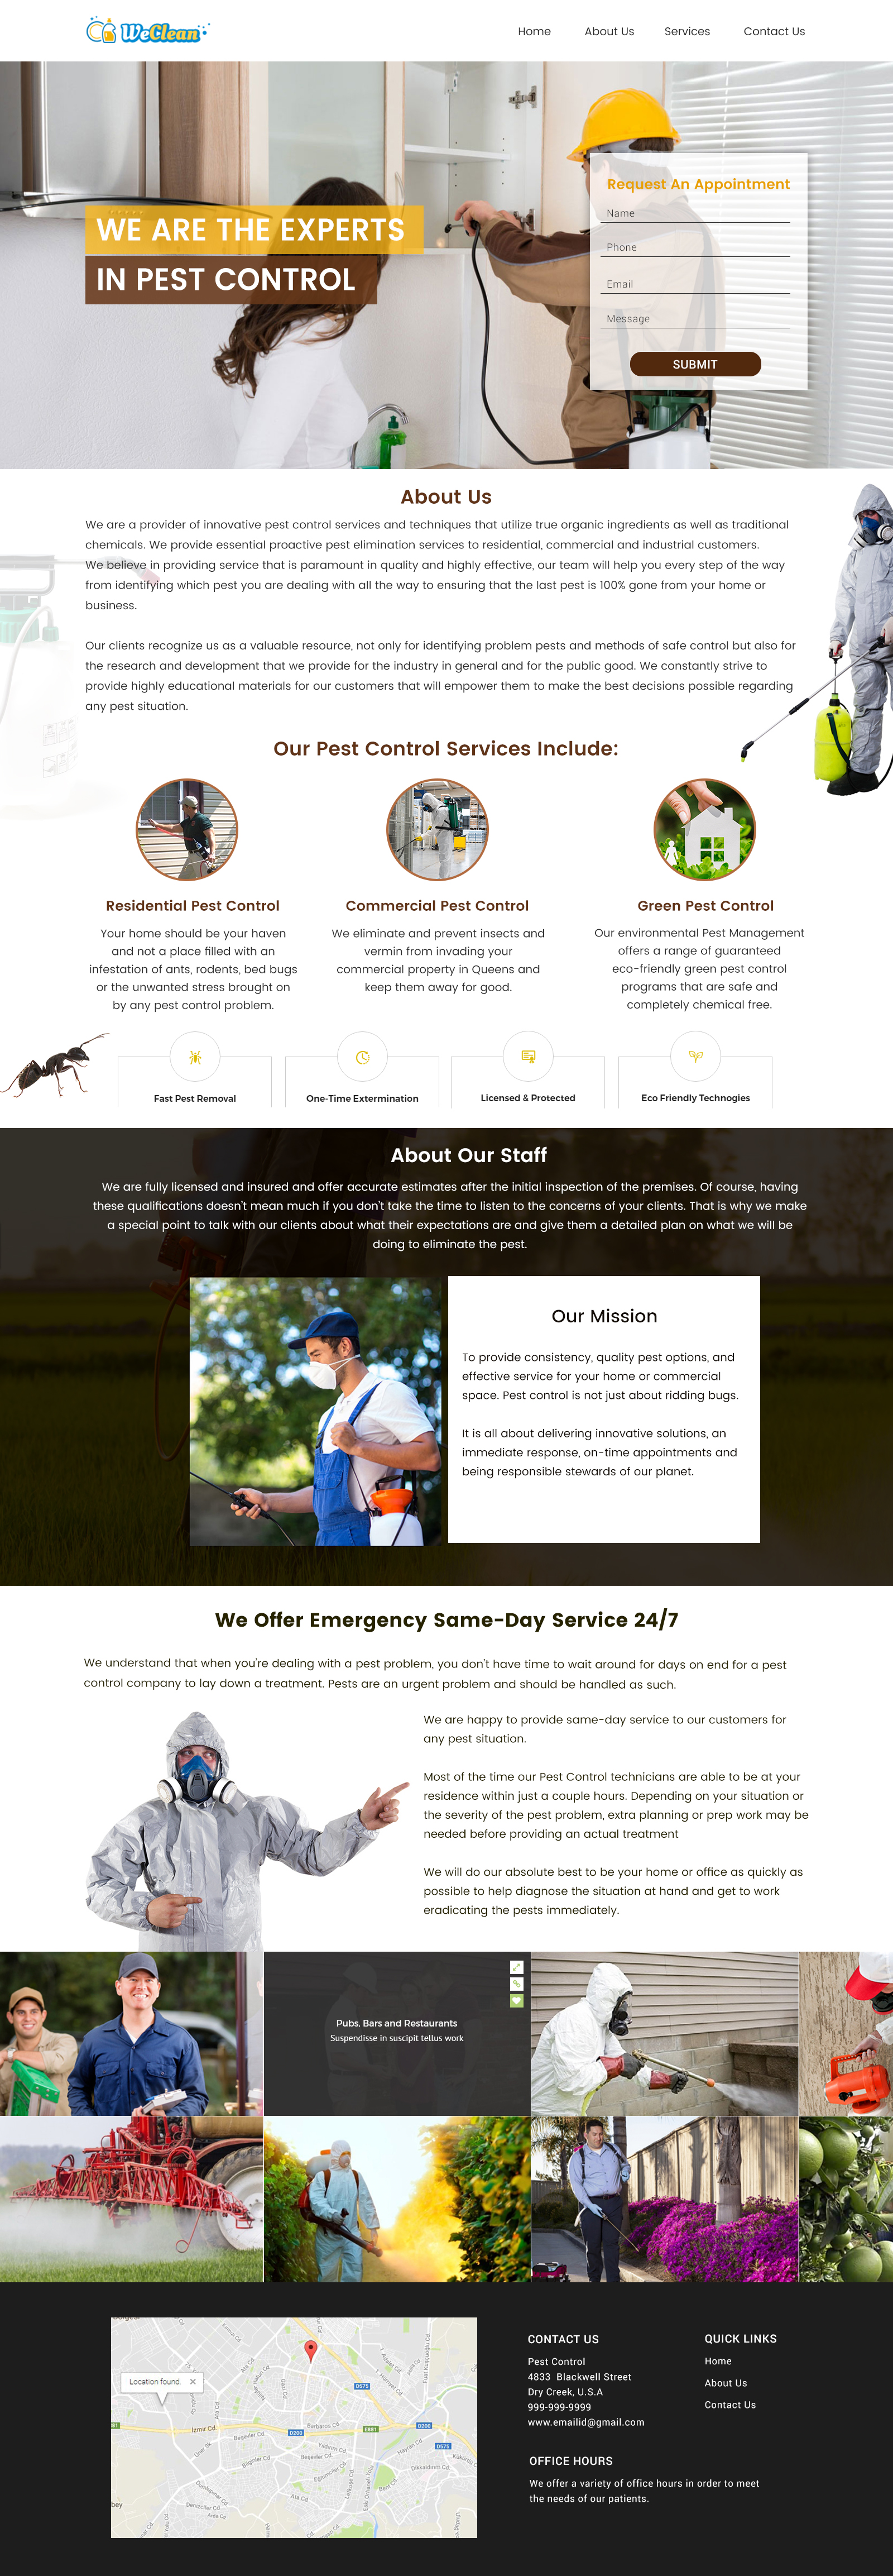 WeClean
Home About Us Services Contact Us
WE ARE THE EXPERTS
IN PEST CONTROL
Request An Appointment
Name
Phone
Email
Message
SUBMIT
About Us
We are a provider of innovative pest control services and techniques that utilize true organic ingredients as well as traditional
chemicals. We provide essential proactive pest elimination services to residential, commercial and industrial customers.
We believe in providing service that is paramount in quality and highly effective, our team will help you every step of the way
from identifying which pest you are dealing with all the way to ensuring that the last pest is 100% gone from your home or
business.
Our clients recognize us as a valuable resource, not only for identifying problem pests and methods of safe control but also for
the research and development that we provide for the industry in general and for the public good. We constantly strive to
provide highly educational materials for our customers that will empower them to make the best decisions possible regarding
any pest situation.
Our Pest Control Services Include:
Residential Pest Control
Your home should be your haven
and not a place filled with an
infestation of ants, rodents, bed bugs
or the unwanted stress brought on
by any pest control problem.
Commercial Pest Control
We eliminate and prevent insects and
vermin from invading your
commercial property in Queens and
keep them away for good.
Green Pest Control
Our environmental Pest Management
offers a range of guaranteed
eco-friendly green pest control
programs that are safe and
completely chemical free.
Fast Pest Removal
One-Time Extermination
Licensed & Protected
Eco Friendly Technogies
About Our Staff
We are fully licensed and insured and offer accurate estimates after the initial inspection of the premises. Of course, having
these qualifications doesn't mean much if you don't take the time to listen to the concerns of your clients. That is why we make
a special point to talk with our clients about what their expectations are and give them a detailed plan on what we will be
doing to eliminate the pest.
Our Mission
To provide consistency, quality pest options, and
effective service for your home or commercial
space. Pest control is not just about ridding bugs.
It is all about delivering innovative solutions, an
immediate response, on-time appointments and
being responsible stewards of our planet.
We Offer Emergency Same-Day Service 24/7
We understand that when you're dealing with a pest problem, you don't have time to wait around for days on end for a pest
control company to lay down a treatment. Pests are an urgent problem and should be handled as such.
We are happy to provide same-day service to our customers for
any pest situation.
Most of the time our Pest Control technicians are able to be at your
residence within just a couple hours. Depending on your situation or
the severity of the pest problem, extra planning or prep work may be
needed before providing an actual treatment
We will do our absolute best to be your home or office as quickly as
possible to help diagnose the situation at hand and get to work
eradicating the pests immediately.
Pubs, Bars and Restaurants
Suspendisse in suscipit tellus work
Location found.
D575
İzmir Cd.
D200
Barbaros Cd.
E881
D200
D575
CONTACT US
Pest Control
4833 Blackwell Street
Dry Creek, U.S.A
999-999-9999
www.emailid@gmail.com
QUICK LINKS
Home
About Us
Contact Us
OFFICE HOURS
We offer a variety of office hours in order to meet
the needs of our patients.